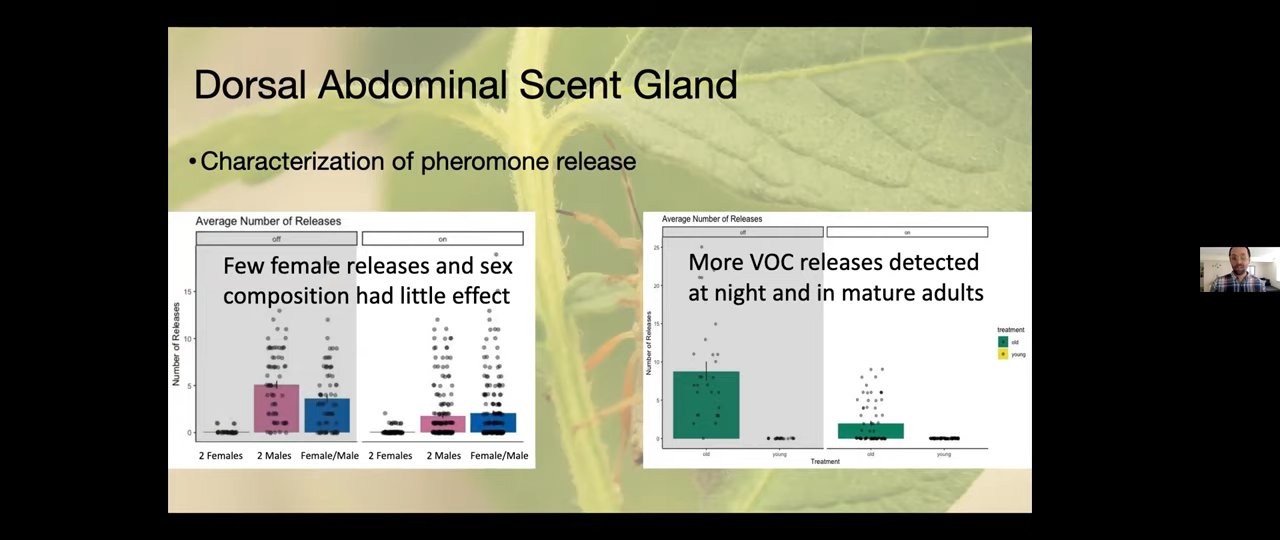 Dorsal Abdominal Scent Gland
•Characterization of pheromone release
Average Number of Releases
off
on
Few female releases and sex
composition had little effect
Number of Releases
15
10
5
0
2 Females
2 Males
Female/Male
2 Females
2 Males
Female/Male
Average Number of Releases
off
on
More VOC releases detected
at night and in mature adults
Number of Releases
25
20
15
10
5
0
old
young
old
young
Treatment
treatment
old
young